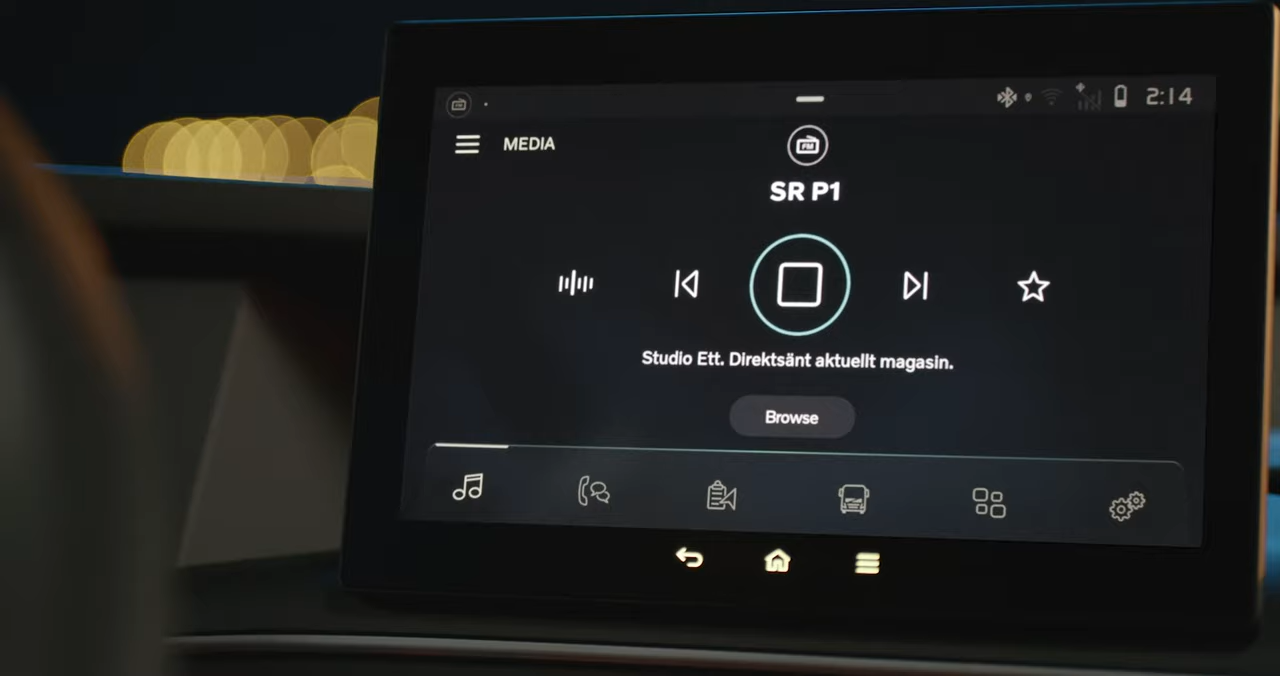 2:14
MEDIA
FM
SR P1
Studio Ett. Direktsänt aktuellt magasin.
Browse